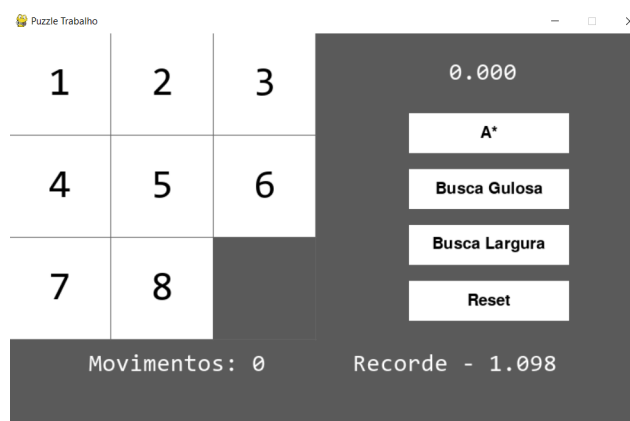 Puzzle Trabalho
1 2 3
4 5 6
7 8
0.000
A*
Busca Gulosa
Busca Largura
Reset
Movimentos: 0
Recorde - 1.098